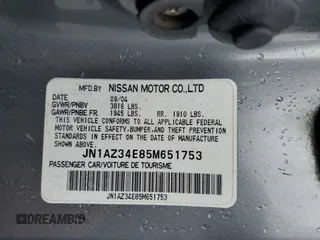 MFD.BY NISSAN MOTOR CO.,LTD
DATE 09/04
GVWR/PNBV 3816 LBS.
GAWR/PNBE FR. 1945 LBS. RR. 1910 LBS.
THIS VEHICLE CONFORMS TO ALL APPLICABLE
FEDERAL MOTOR VEHICLE SAFETY, BUMPER, AND THEFT PREVENTION
STANDARDS IN EFFECT ON THE DATE OF MANUFACTURE
SHOWN ABOVE.
JN1AZ34E85M651753
PASSENGER CAR/VOITURE DE TOURISME
JN1AZ34E85M651753
DREAMBID